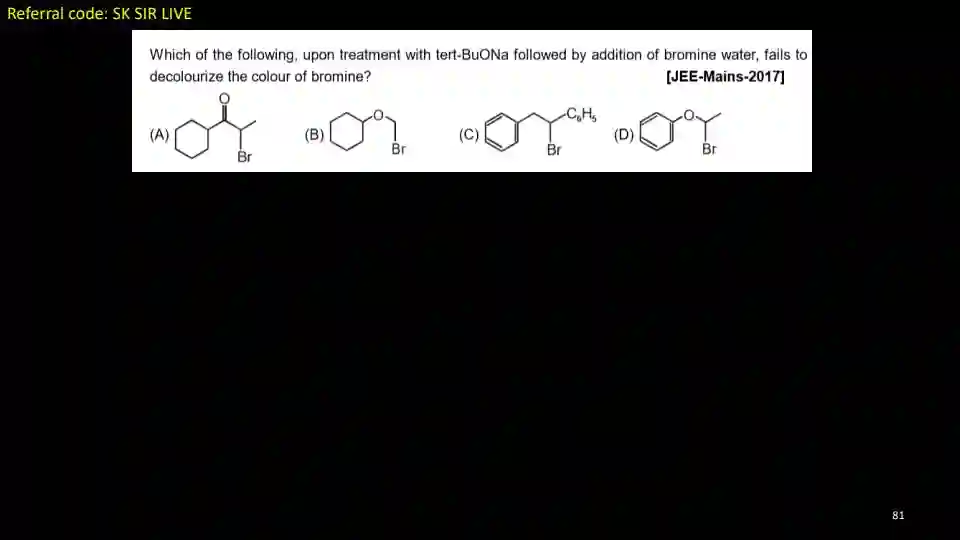 Referral code: SK SIR LIVE
Which of the following, upon treatment with tert-BuONa followed by addition of bromine water, fails to
decolourize the colour of bromine? [JEE-Mains-2017]
(A) O Br (B) O Br (C) C₆H₅ Br (D) O Br
81